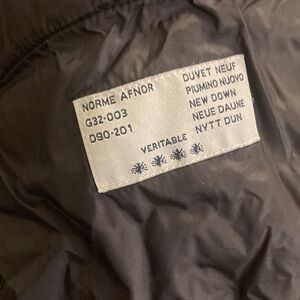 NORME AFNOR
G32-003
D90-201
DUVET NEUF
PIUMINO NUOVO
NEW DOWN
NEUE DAUNE
NYTT DUN
VERITABLE